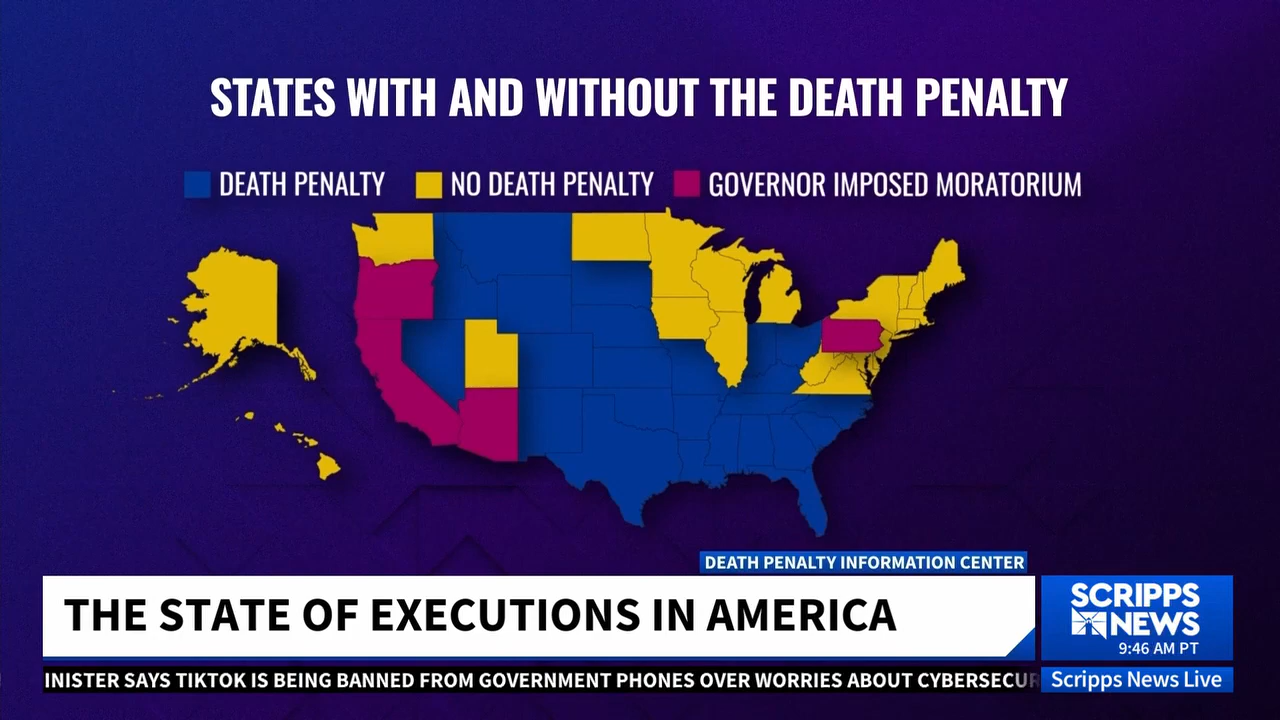 STATES WITH AND WITHOUT THE DEATH PENALTY
DEATH PENALTY
NO DEATH PENALTY
GOVERNOR IMPOSED MORATORIUM
DEATH PENALTY INFORMATION CENTER
THE STATE OF EXECUTIONS IN AMERICA
SCRIPPS
NEWS
9:46 AM PT
INISTER SAYS TIKTOK IS BEING BANNED FROM GOVERNMENT PHONES OVER WORRIES ABOUT CYBERSECUR
Scripps News Live